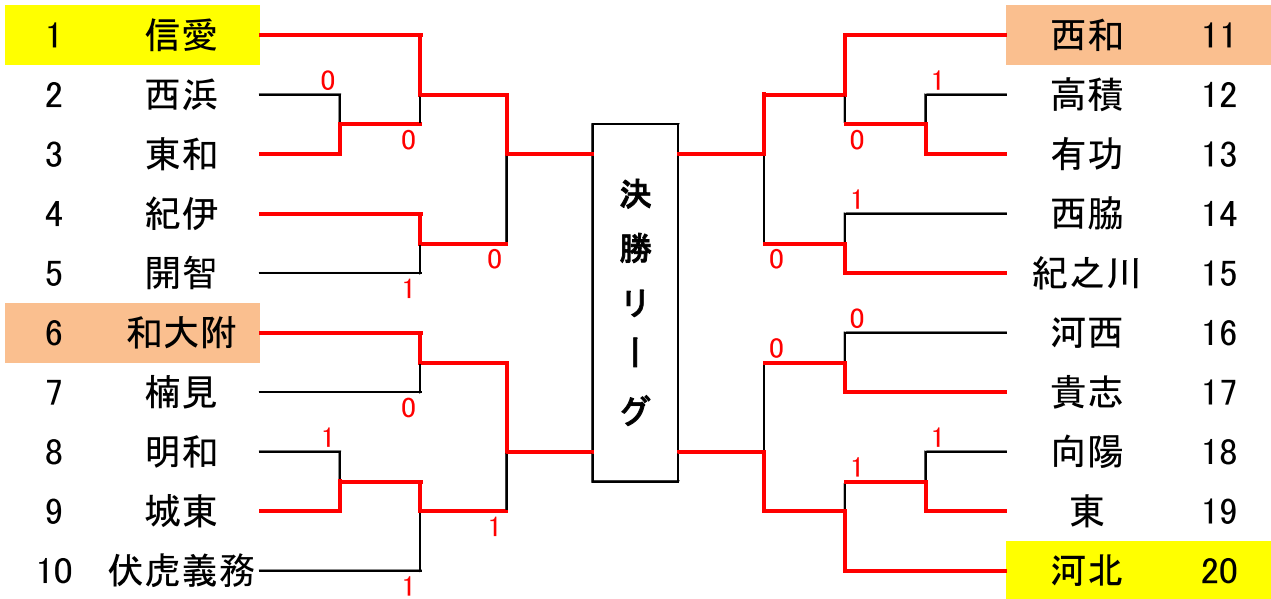 1 信愛
0
2 西浜
0
3 東和
4 紀伊
0
5 開智
1
6 和大附
7 楠見
0
8 明和
1
9 城東
1
10 伏虎義務
1
決勝リーグ
西和 11
1
高積 12
0
有功 13
1
西脇 14
0
紀之川 15
0
河西 16
0
貴志 17
1
向陽 18
1
東 19
河北 20